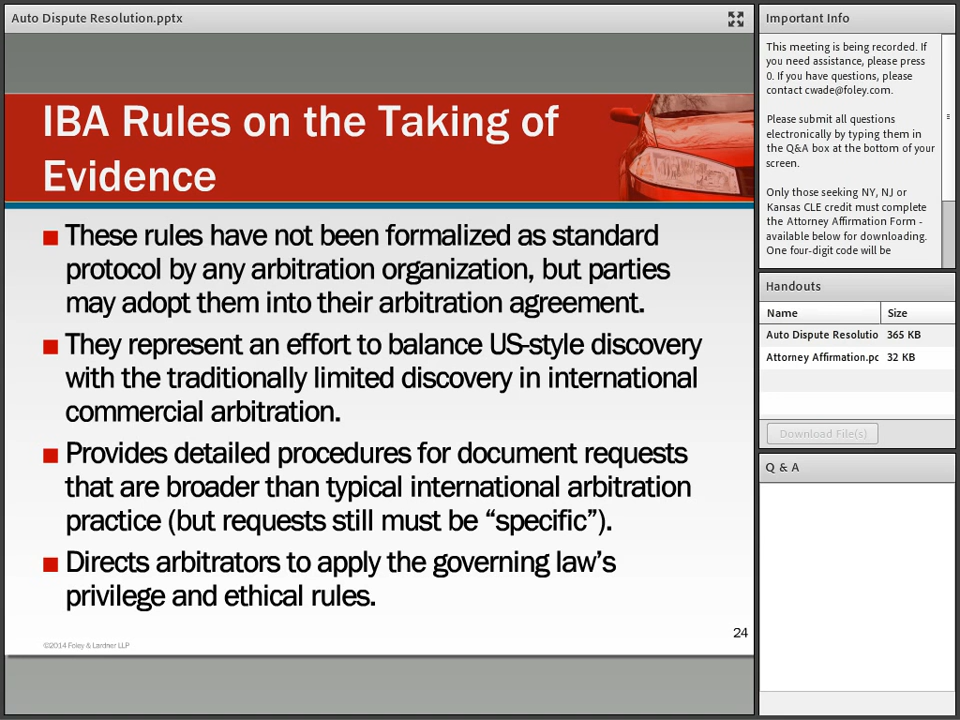 Auto Dispute Resolution.pptx
IBA Rules on the Taking of
Evidence
These rules have not been formalized as standard
protocol by any arbitration organization, but parties
may adopt them into their arbitration agreement.
They represent an effort to balance US-style discovery
with the traditionally limited discovery in international
commercial arbitration.
Provides detailed procedures for document requests
that are broader than typical international arbitration
practice (but requests still must be “specific”).
Directs arbitrators to apply the governing law’s
privilege and ethical rules.
24
©2014 Foley & Lardner LLP
Important Info
This meeting is being recorded. If
you need assistance, please press
0. If you have questions, please
contact cwade@foley.com.
Please submit all questions
electronically by typing them in
the Q&A box at the bottom of your
screen.
Only those seeking NY, NJ or
Kansas CLE credit must complete
the Attorney Affirmation Form -
available below for downloading.
One four-digit code will be
Handouts
Name Size
Auto Dispute Resolutio 365 KB
Attorney Affirmation.pc 32 KB
Download File(s)
Q & A